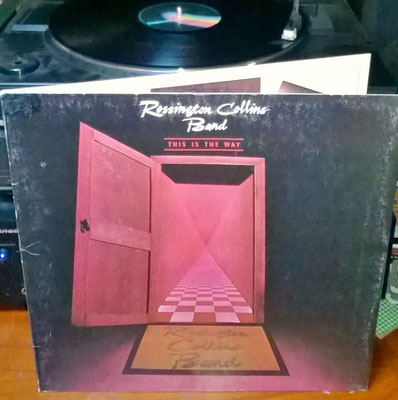 Rossington Collins
Band
THIS IS THE WAY
Rossington
Collins
Band